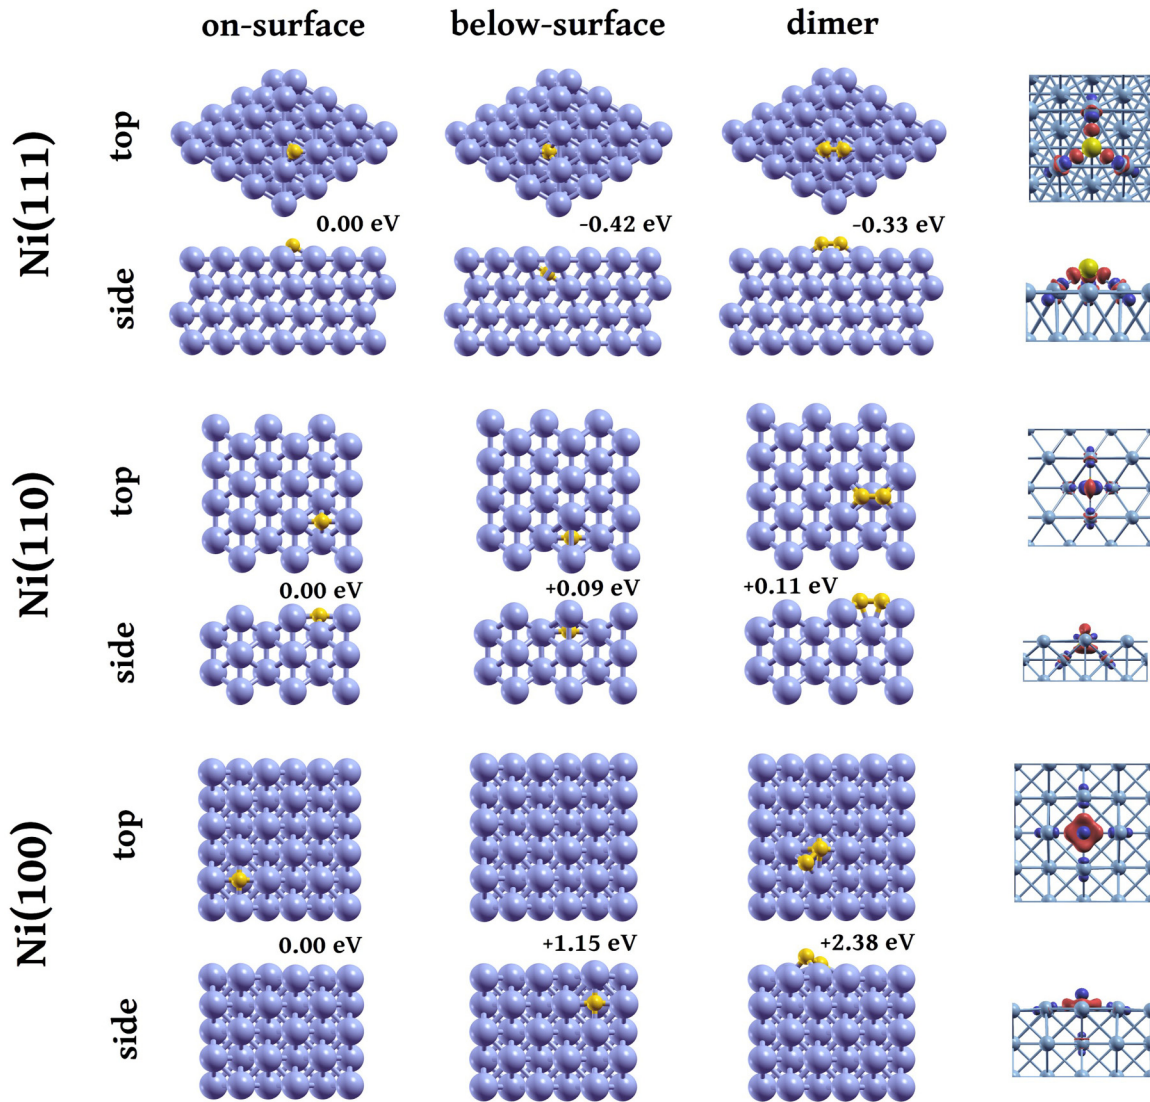 on-surface below-surface dimer
Ni(111)
top
0.00 eV −0.42 eV −0.33 eV
side
Ni(110)
top
0.00 eV +0.09 eV +0.11 eV
side
Ni(100)
top
0.00 eV +1.15 eV +2.38 eV
side